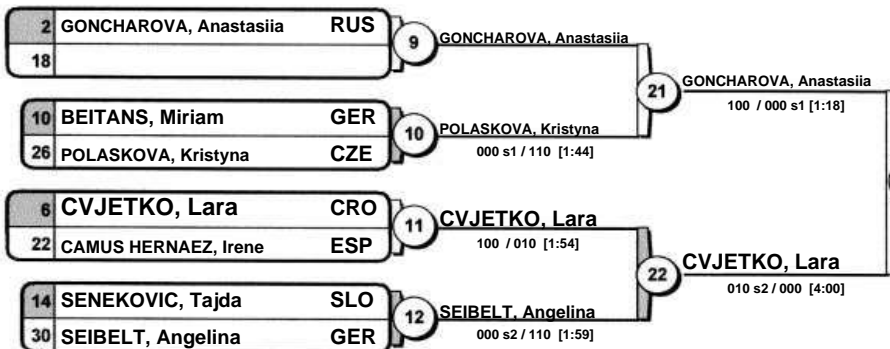 2 GONCHAROVA, Anastasiia RUS
18
9
GONCHAROVA, Anastasiia
10 BEITANS, Miriam GER
26 POLASKOVA, Kristyna CZE
10
POLASKOVA, Kristyna
000 s1 / 110 [1:44]
21
GONCHAROVA, Anastasiia
100 / 000 s1 [1:18]
6 CVJETKO, Lara CRO
22 CAMUS HERNAEZ, Irene ESP
11
CVJETKO, Lara
100 / 010 [1:54]
14 SENEKOVIC, Tajda SLO
30 SEIBELT, Angelina GER
12
SEIBELT, Angelina
000 s2 / 110 [1:59]
22
CVJETKO, Lara
010 s2 / 000 [4:00]